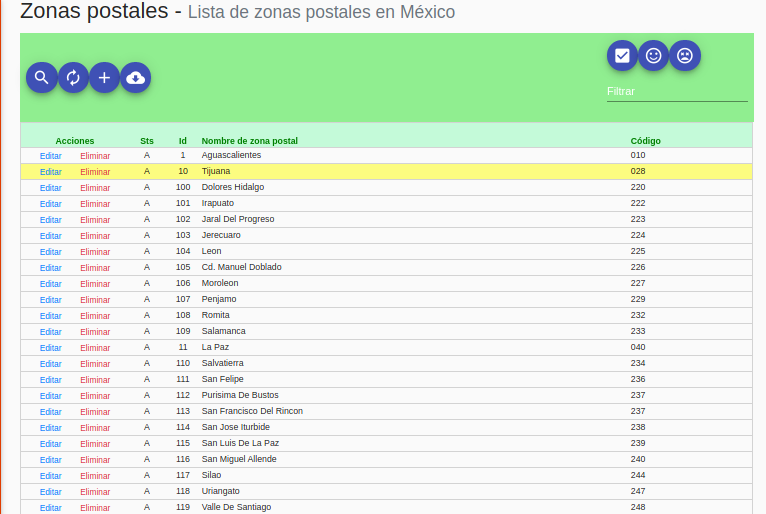 Zonas postales - Lista de zonas postales en México
Filtrar
Acciones Sts Id Nombre de zona postal Código
Editar Eliminar A 1 Aguascalientes 010
Editar Eliminar A 10 Tijuana 028
Editar Eliminar A 100 Dolores Hidalgo 220
Editar Eliminar A 101 Irapuato 222
Editar Eliminar A 102 Jaral Del Progreso 223
Editar Eliminar A 103 Jerecuaro 224
Editar Eliminar A 104 Leon 225
Editar Eliminar A 105 Cd. Manuel Doblado 226
Editar Eliminar A 106 Moroleon 227
Editar Eliminar A 107 Penjamo 229
Editar Eliminar A 108 Romita 232
Editar Eliminar A 109 Salamanca 233
Editar Eliminar A 11 La Paz 040
Editar Eliminar A 110 Salvatierra 234
Editar Eliminar A 111 San Felipe 236
Editar Eliminar A 112 Purisima De Bustos 237
Editar Eliminar A 113 San Francisco Del Rincon 237
Editar Eliminar A 114 San Jose Iturbide 238
Editar Eliminar A 115 San Luis De La Paz 239
Editar Eliminar A 116 San Miguel Allende 240
Editar Eliminar A 117 Silao 244
Editar Eliminar A 118 Uriangato 247
Editar Eliminar A 119 Valle De Santiago 248